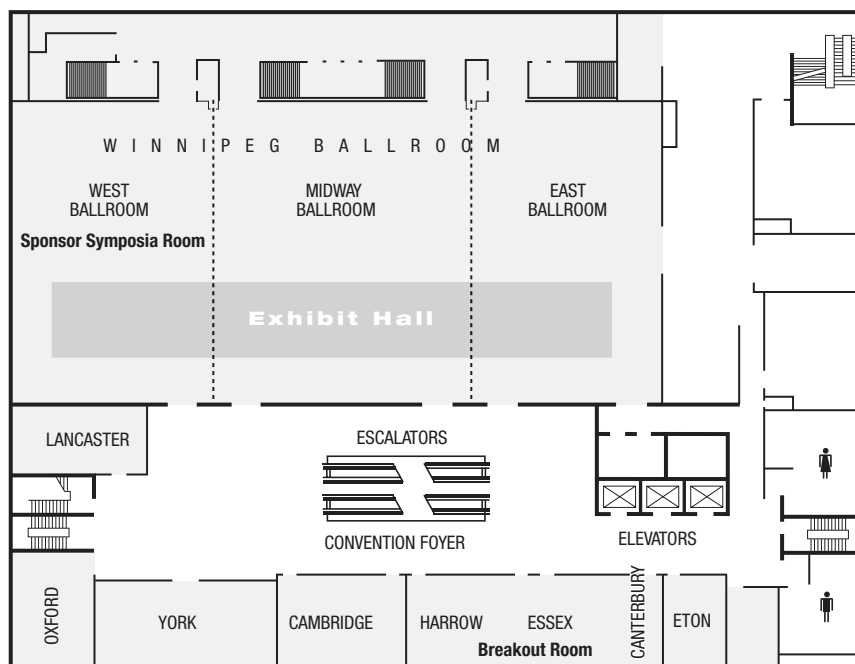 WINNIPEG BALLROOM
WEST
BALLROOM
MIDWAY
BALLROOM
EAST
BALLROOM
Sponsor Symposia Room
Exhibit Hall
LANCASTER
ESCALATORS
CONVENTION FOYER
ELEVATORS
OXFORD
YORK
CAMBRIDGE
HARROW
ESSEX
CANTERBURY
ETON
Breakout Room